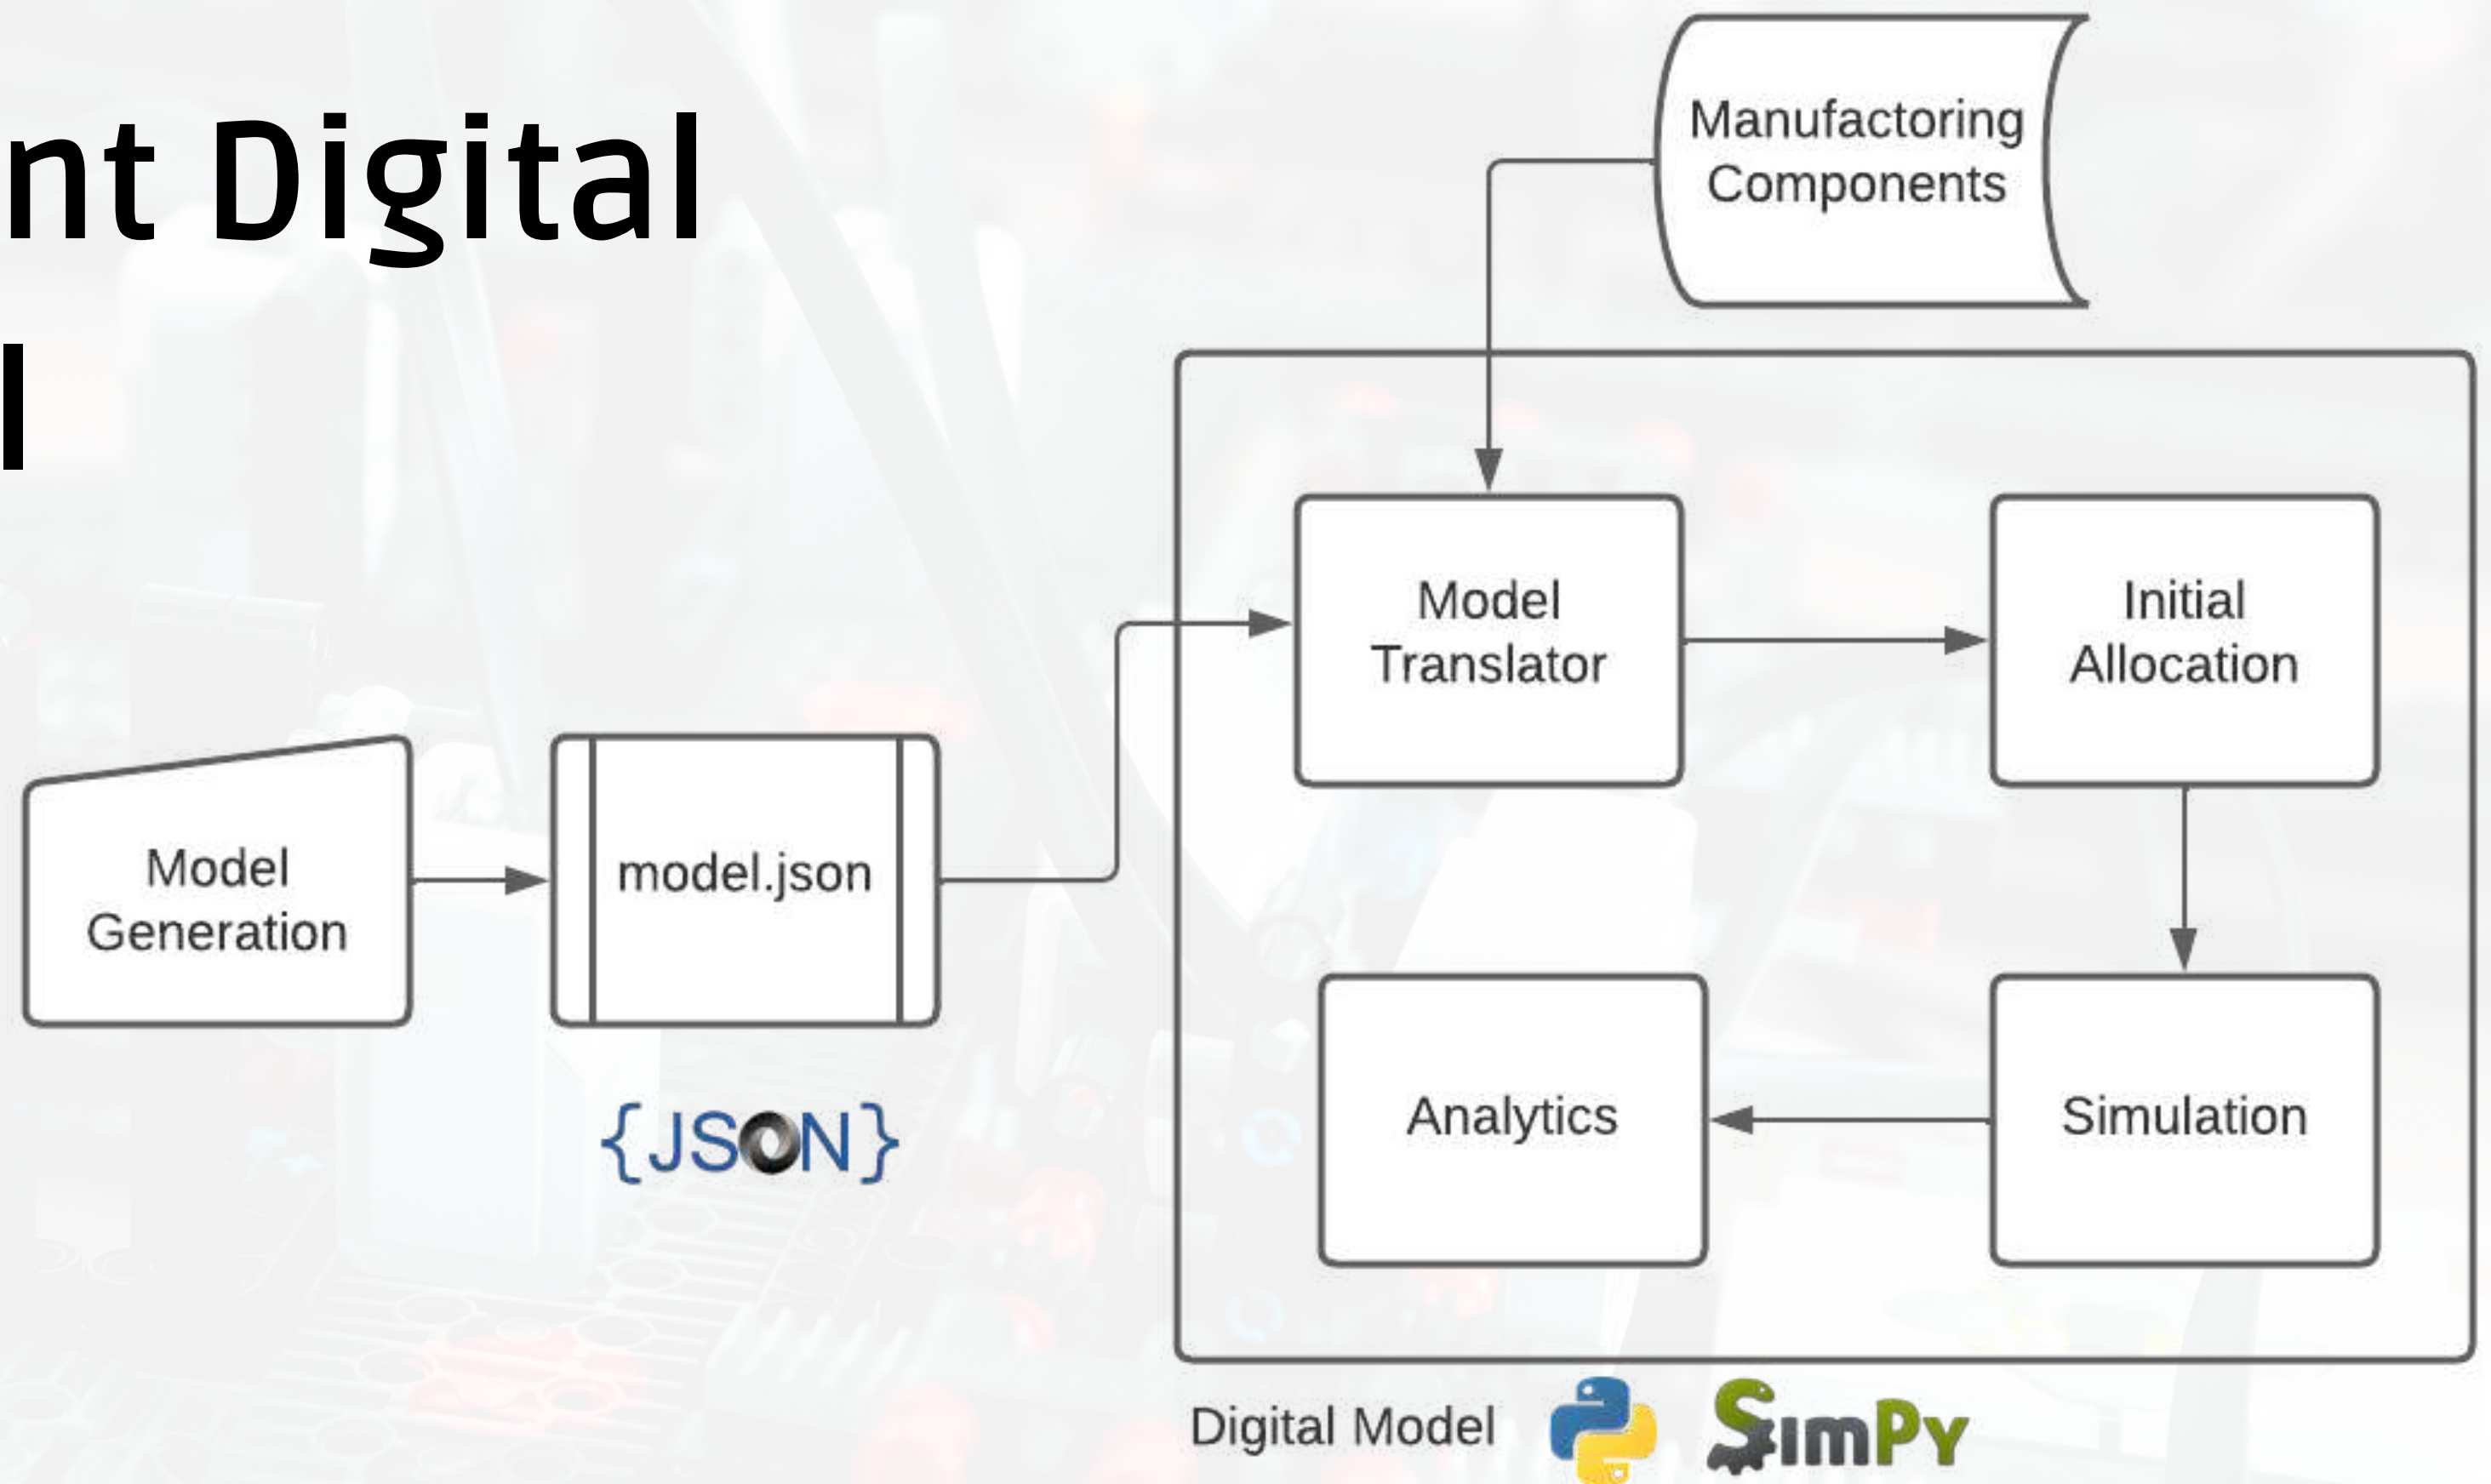 nt Digital
l
Manufactoring
Components
Model
Translator
Initial
Allocation
Model
Generation
model.json
{JSON}
Analytics
Simulation
Digital Model
SimPy